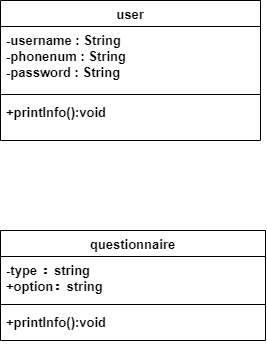 user
-username : String
-phonenum : String
-password : String
+printInfo():void
questionnaire
-type ：string
+option：string
+printInfo():void